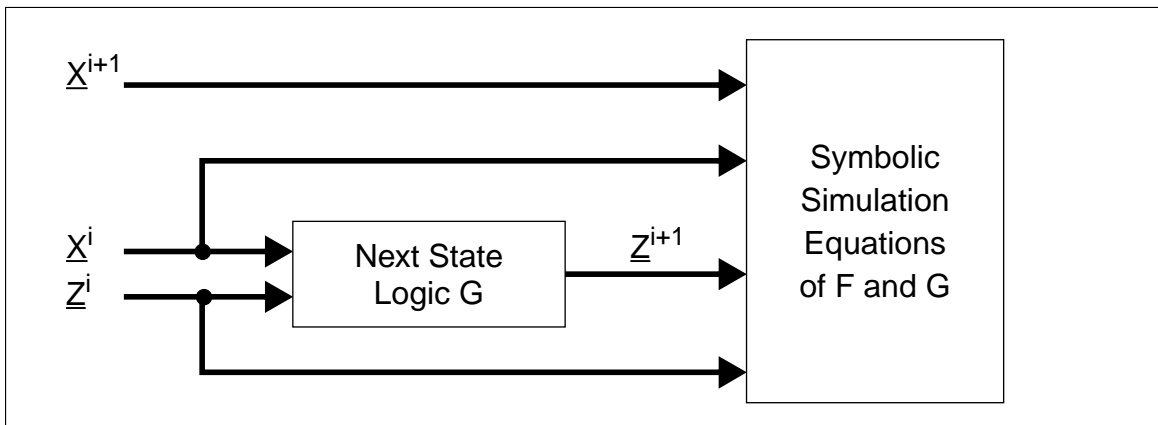 X^{i+1}
Symbolic
Simulation
Equations
of F and G
X^i
Z^i
Next State
Logic G
Z^{i+1}